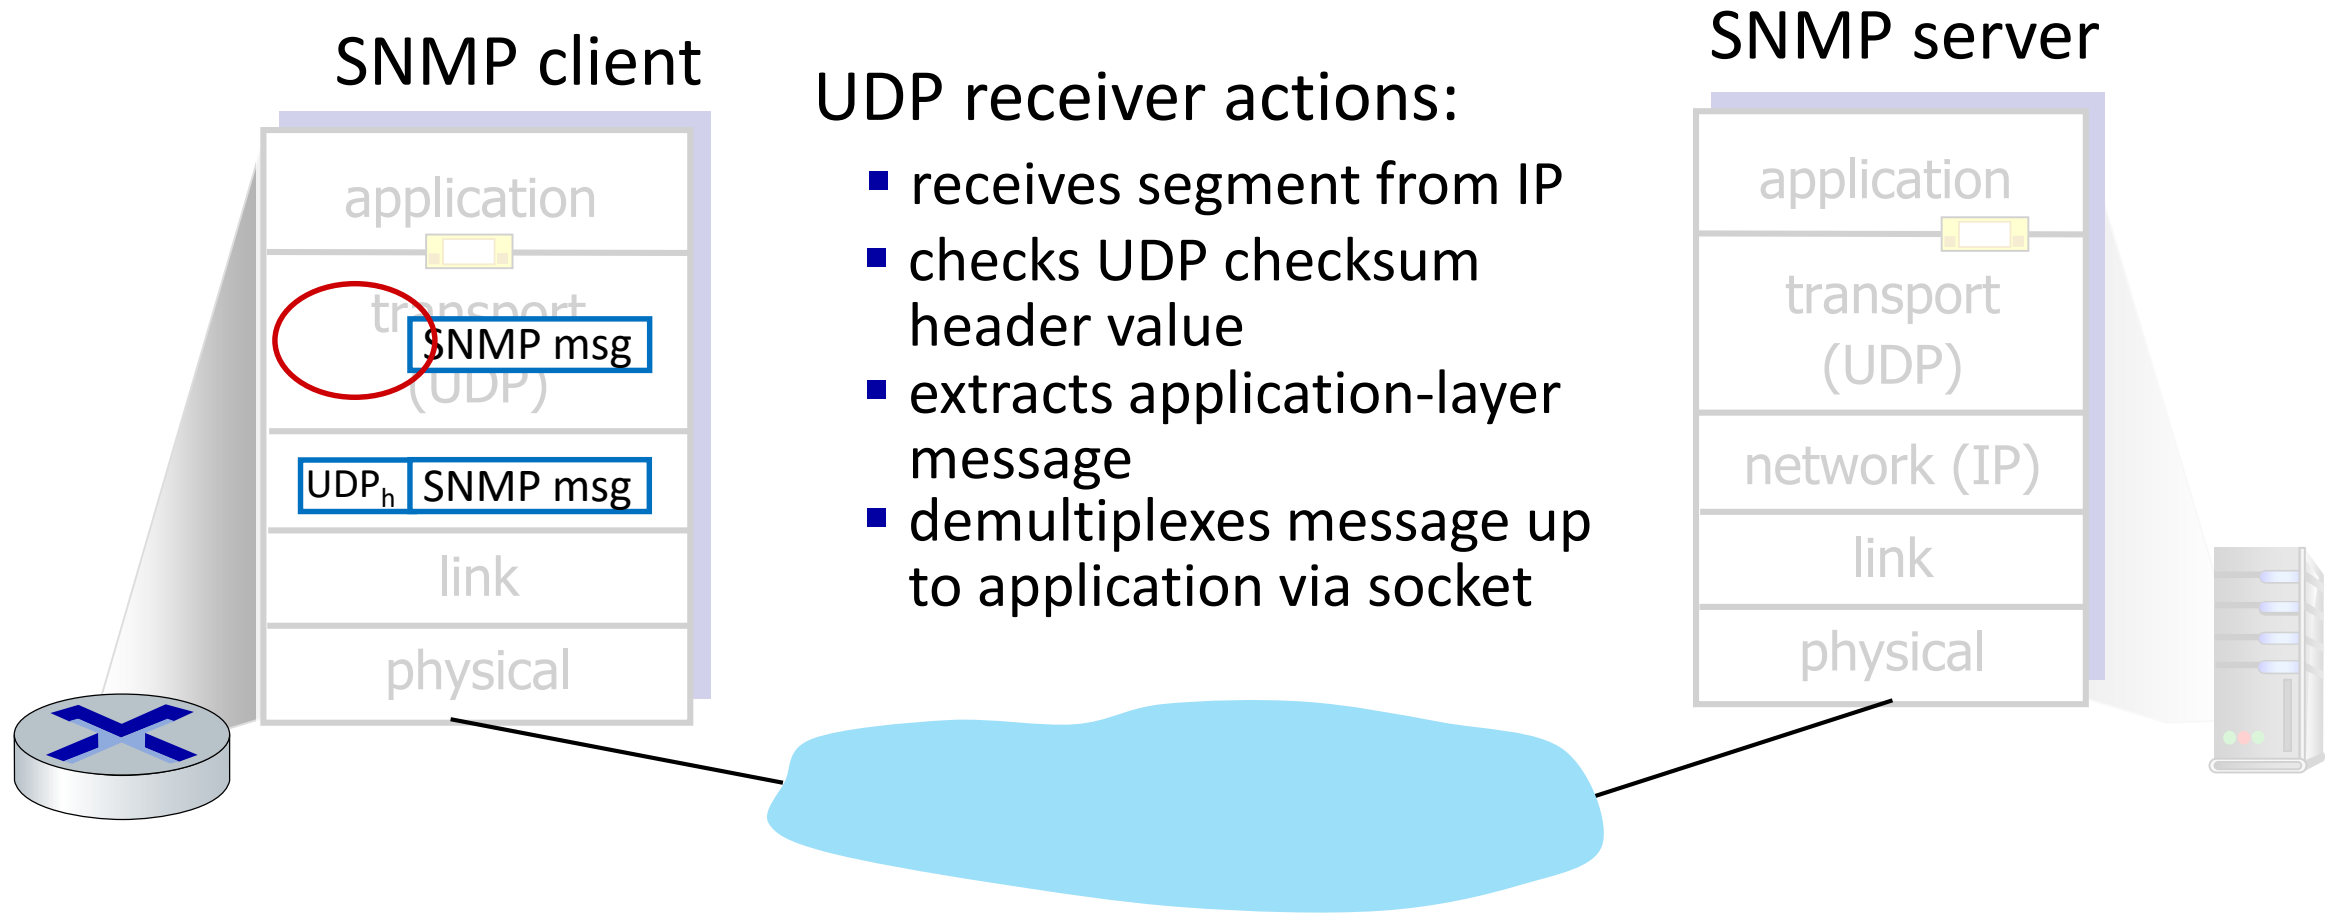 SNMP client
application
transport
SNMP msg
(UDP)
UDPh SNMP msg
link
physical
UDP receiver actions:
receives segment from IP
checks UDP checksum
header value
extracts application-layer
message
demultiplexes message up
to application via socket
SNMP server
application
transport
(UDP)
network (IP)
link
physical